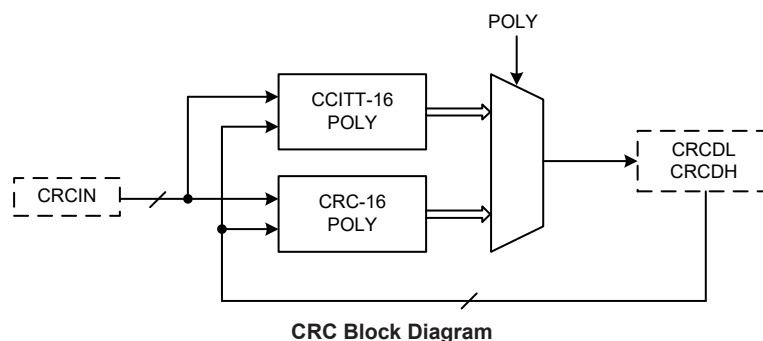 POLY
CCITT-16
POLY
CRCDL
CRCDH
CRCIN
CRC-16
POLY
CRC Block Diagram